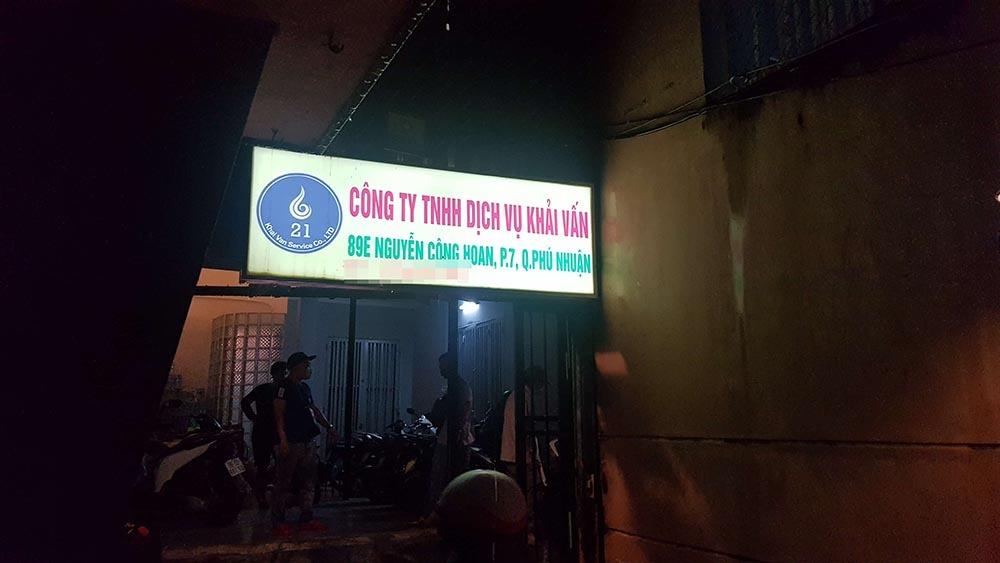 CÔNG TY TNHH DỊCH VỤ KHẢI VẤN
89E NGUYỄN CÔNG HOAN, P.7, Q.PHÚ NHUẬN
21
Khai Van Service Co., LTD